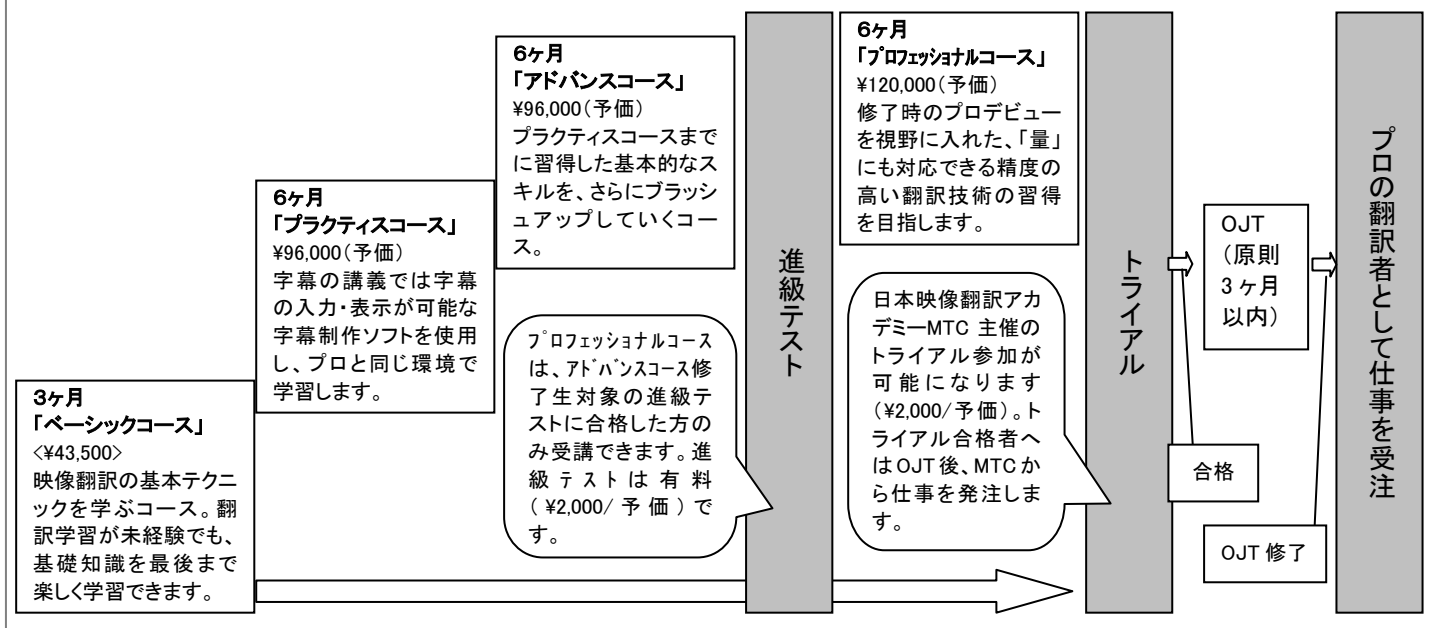 3ヶ月
「ベーシックコース」
<¥43,500>
映像翻訳の基本テクニ
ックを学ぶコース。翻
訳学習が未経験でも、
基礎知識を最後まで
楽しく学習できます。
6ヶ月
「プラクティスコース」
¥96,000(予価)
字幕の講義では字幕
の入力・表示が可能な
字幕制作ソフトを使用
し、プロと同じ環境で
学習します。
6ヶ月
「アドバンスコース」
¥96,000(予価)
プラクティスコースまで
に習得した基本的なス
キルを、さらにブラッシ
ュアップしていくコー
ス。
プロフェッショナルコース
は、アドバンスコース修
了生対象の進級テ
ストに合格した方の
み受講できます。進
級テストは有料
(¥2,000/予価)で
す。
進級テスト
6ヶ月
「プロフェッショナルコース」
¥120,000(予価)
修了時のプロデビュー
を視野に入れた、「量」
にも対応できる精度の
高い翻訳技術の習得
を目指します。
日本映像翻訳アカ
デミーMTC 主催の
トライアル参加が
可能になります
(¥2,000/予価)。ト
ライアル合格者へ
は OJT 後、MTC か
ら仕事を発注しま
す。
トライアル
OJT
(原則
3ヶ月
以内)
合格
OJT 修了
プロの翻訳者として仕事を受注